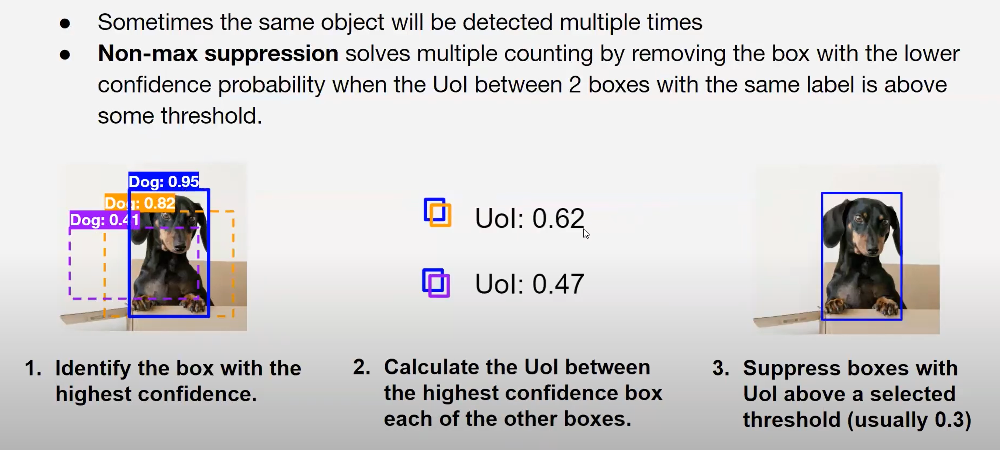 ● Sometimes the same object will be detected multiple times
● Non-max suppression solves multiple counting by removing the box with the lower
confidence probability when the UoI between 2 boxes with the same label is above
some threshold.
Dog: 0.95
Dog: 0.82
Dog: 0.41
UoI: 0.62
UoI: 0.47
1. Identify the box with the
highest confidence.
2. Calculate the UoI between
the highest confidence box
each of the other boxes.
3. Suppress boxes with
UoI above a selected
threshold (usually 0.3)